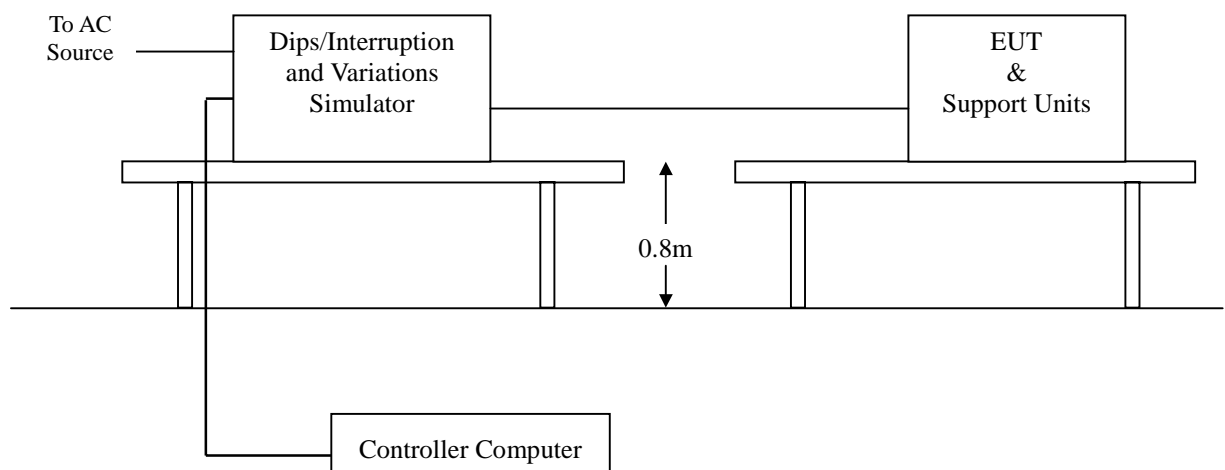 To AC
Source
Dips/Interruption
and Variations
Simulator
EUT
&
Support Units
0.8m
Controller Computer